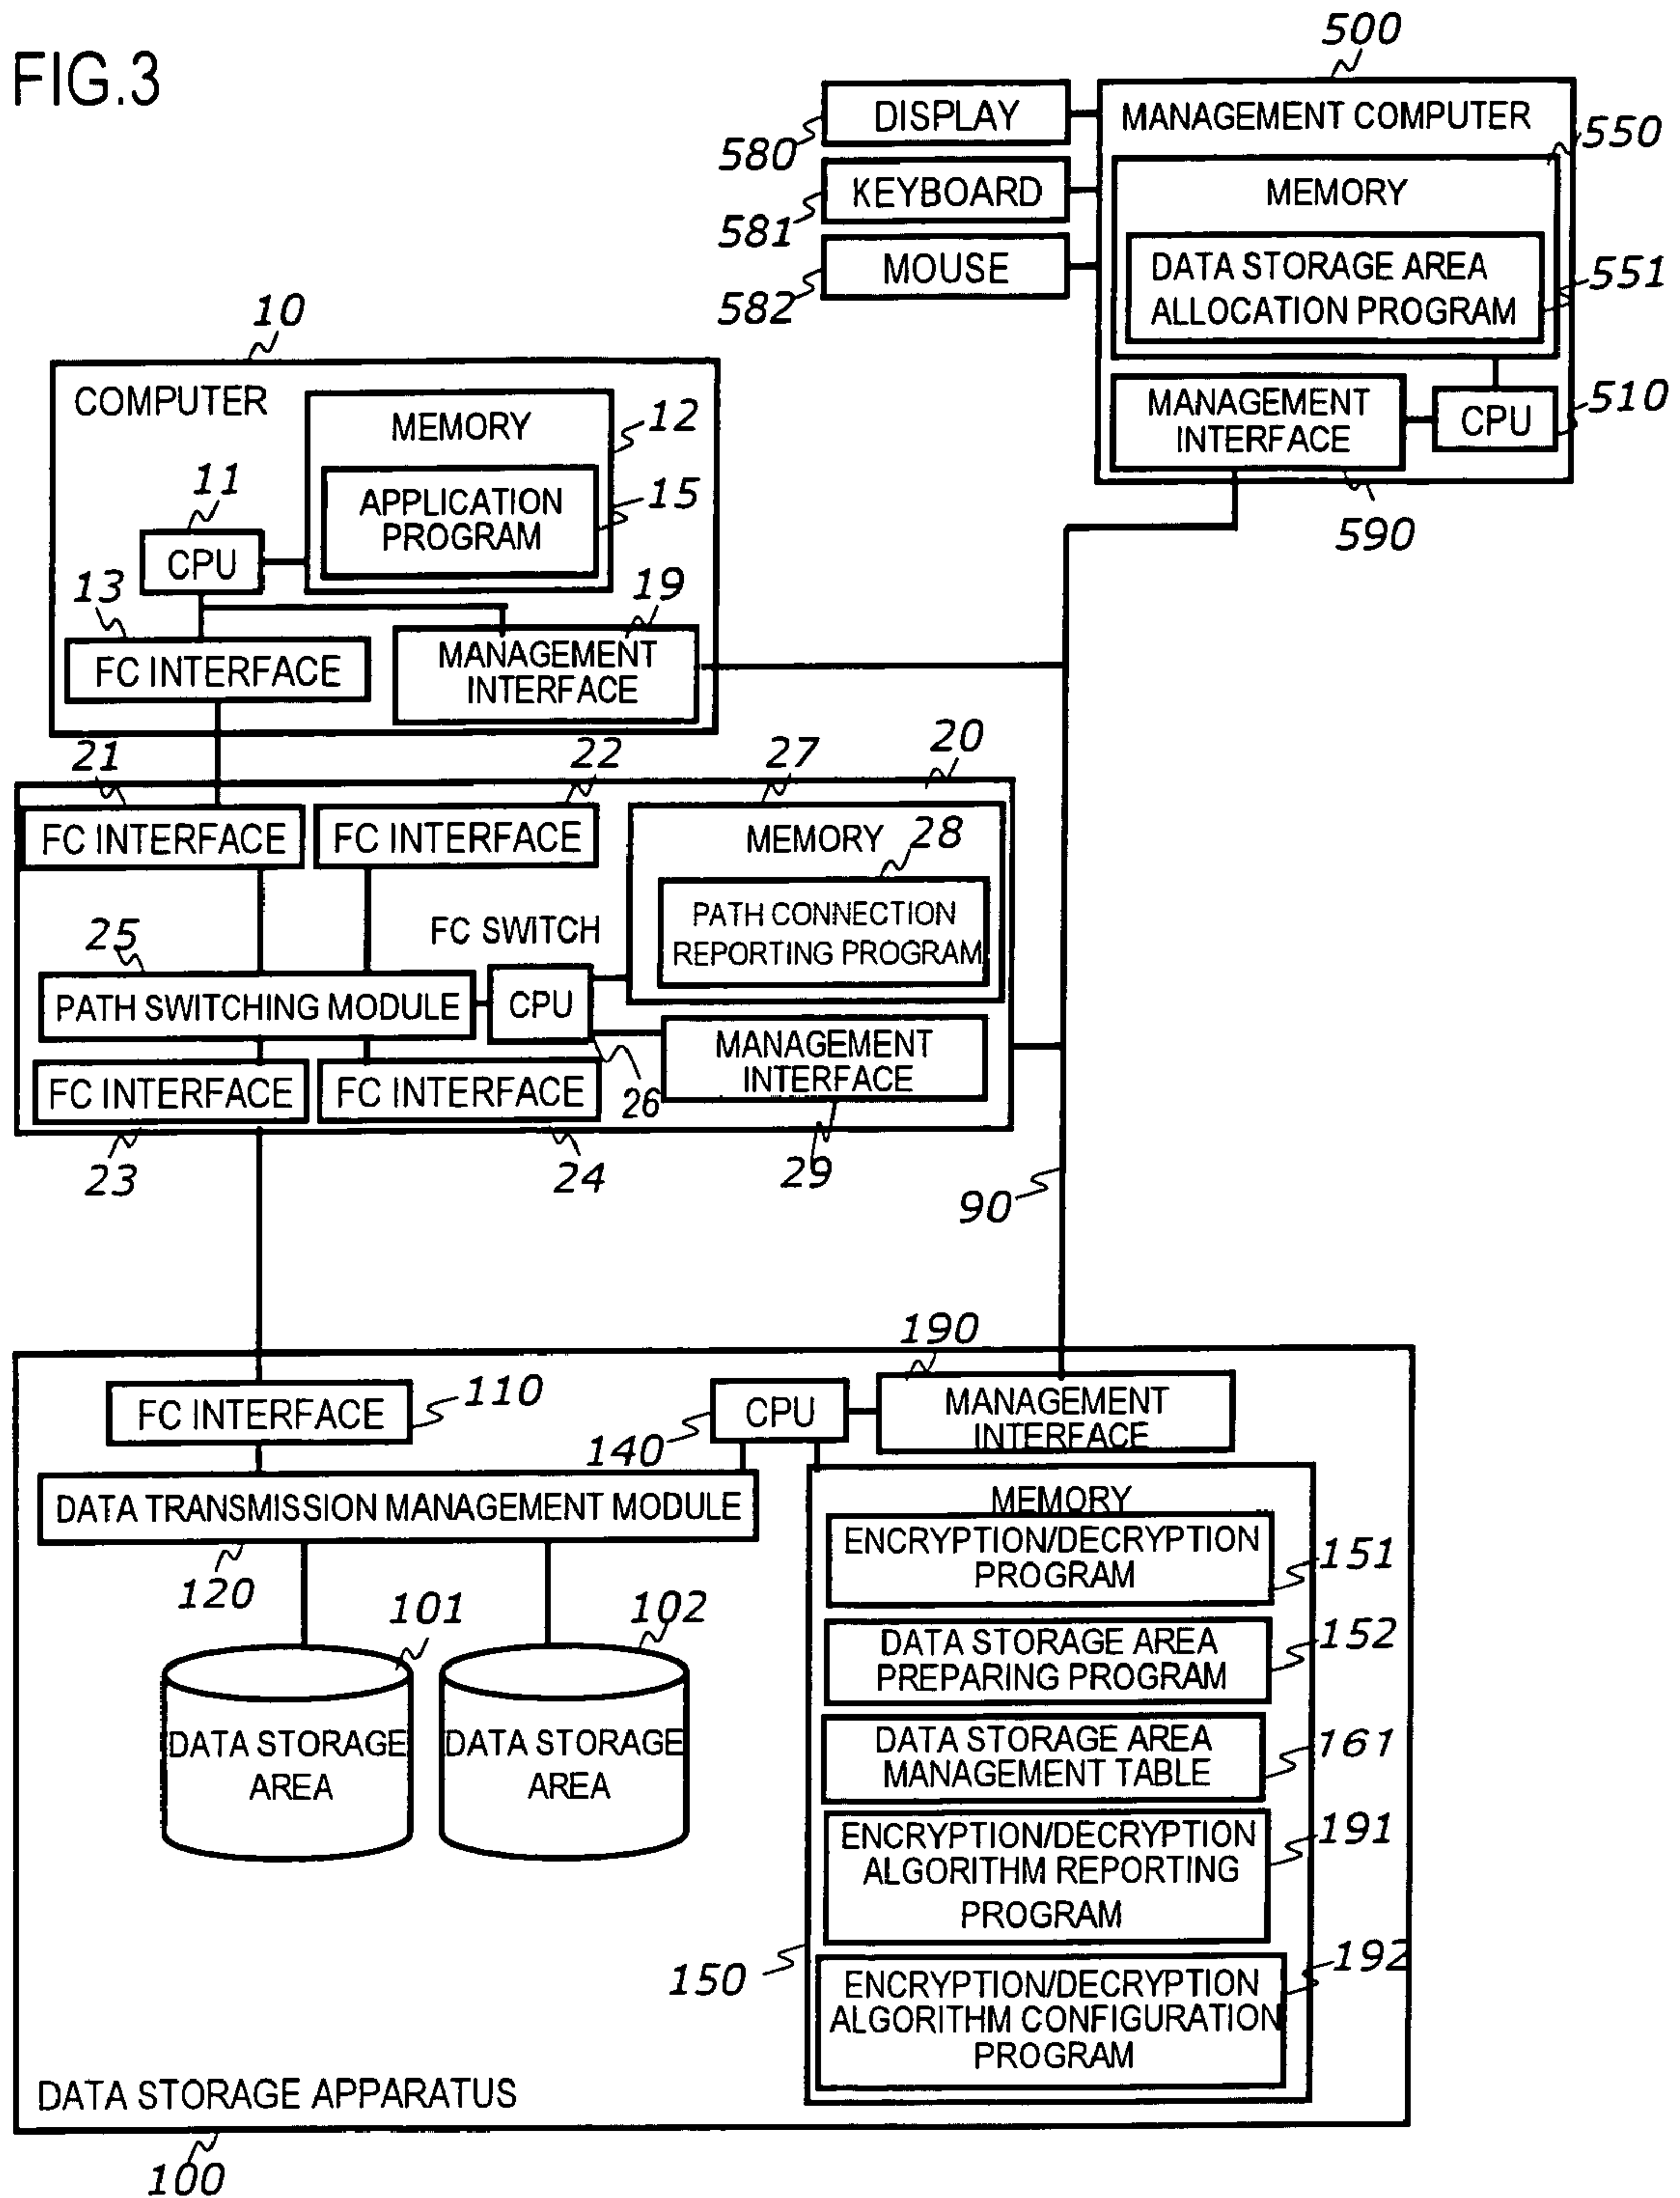 FIG.3
500
DISPLAY
580
MANAGEMENT COMPUTER
550
KEYBOARD
581
MEMORY
MOUSE
582
DATA STORAGE AREA
ALLOCATION PROGRAM
551
MANAGEMENT
INTERFACE
CPU
510
590
10
COMPUTER
MEMORY
12
APPLICATION
PROGRAM
15
11
CPU
13
FC INTERFACE
19
MANAGEMENT
INTERFACE
21
22
27
20
FC INTERFACE
FC INTERFACE
MEMORY
28
PATH CONNECTION
REPORTING PROGRAM
FC SWITCH
25
PATH SWITCHING MODULE
CPU
26
MANAGEMENT
INTERFACE
FC INTERFACE
FC INTERFACE
23
24
29
90
190
FC INTERFACE
110
CPU
140
MANAGEMENT
INTERFACE
DATA TRANSMISSION MANAGEMENT MODULE
120
101
102
DATA STORAGE
AREA
DATA STORAGE
AREA
MEMORY
ENCRYPTION/DECRYPTION
PROGRAM
151
DATA STORAGE AREA
PREPARING PROGRAM
152
DATA STORAGE AREA
MANAGEMENT TABLE
161
ENCRYPTION/DECRYPTION
ALGORITHM REPORTING
PROGRAM
191
150
ENCRYPTION/DECRYPTION
ALGORITHM CONFIGURATION
PROGRAM
192
DATA STORAGE APPARATUS
100